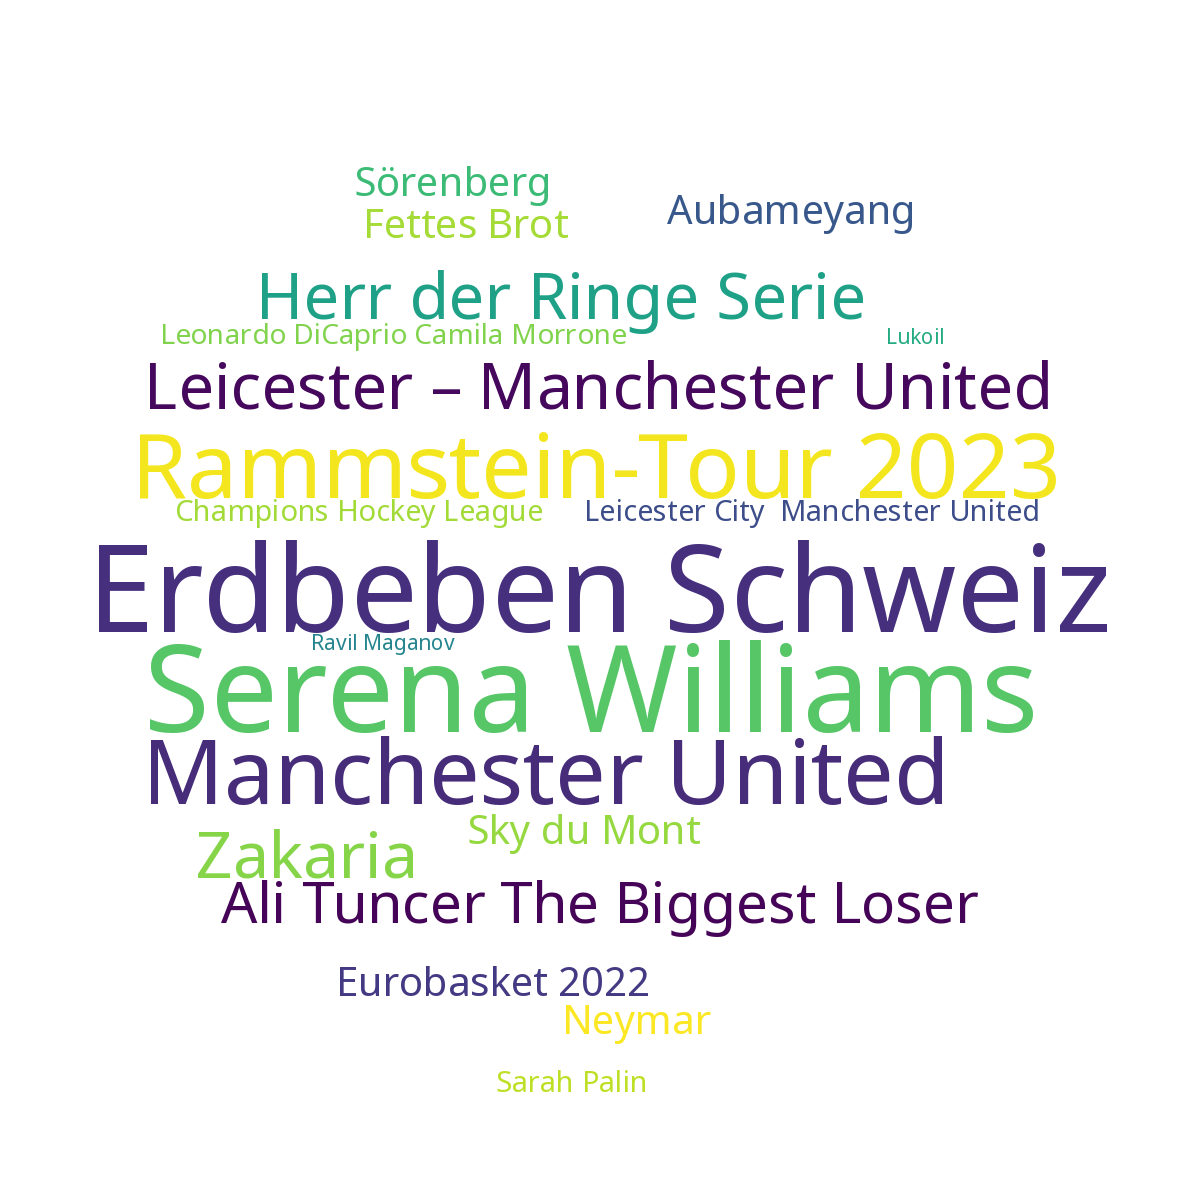 Sörenberg
Aubameyang
Fettes Brot
Herr der Ringe Serie
Leonardo DiCaprio Camila Morrone
Lukoil
Leicester – Manchester United
Rammstein-Tour 2023
Champions Hockey League
Leicester City Manchester United
Erdbeben Schweiz
Ravil Maganov
Serena Williams
Manchester United
Sky du Mont
Zakaria
Ali Tuncer The Biggest Loser
Eurobasket 2022
Neymar
Sarah Palin